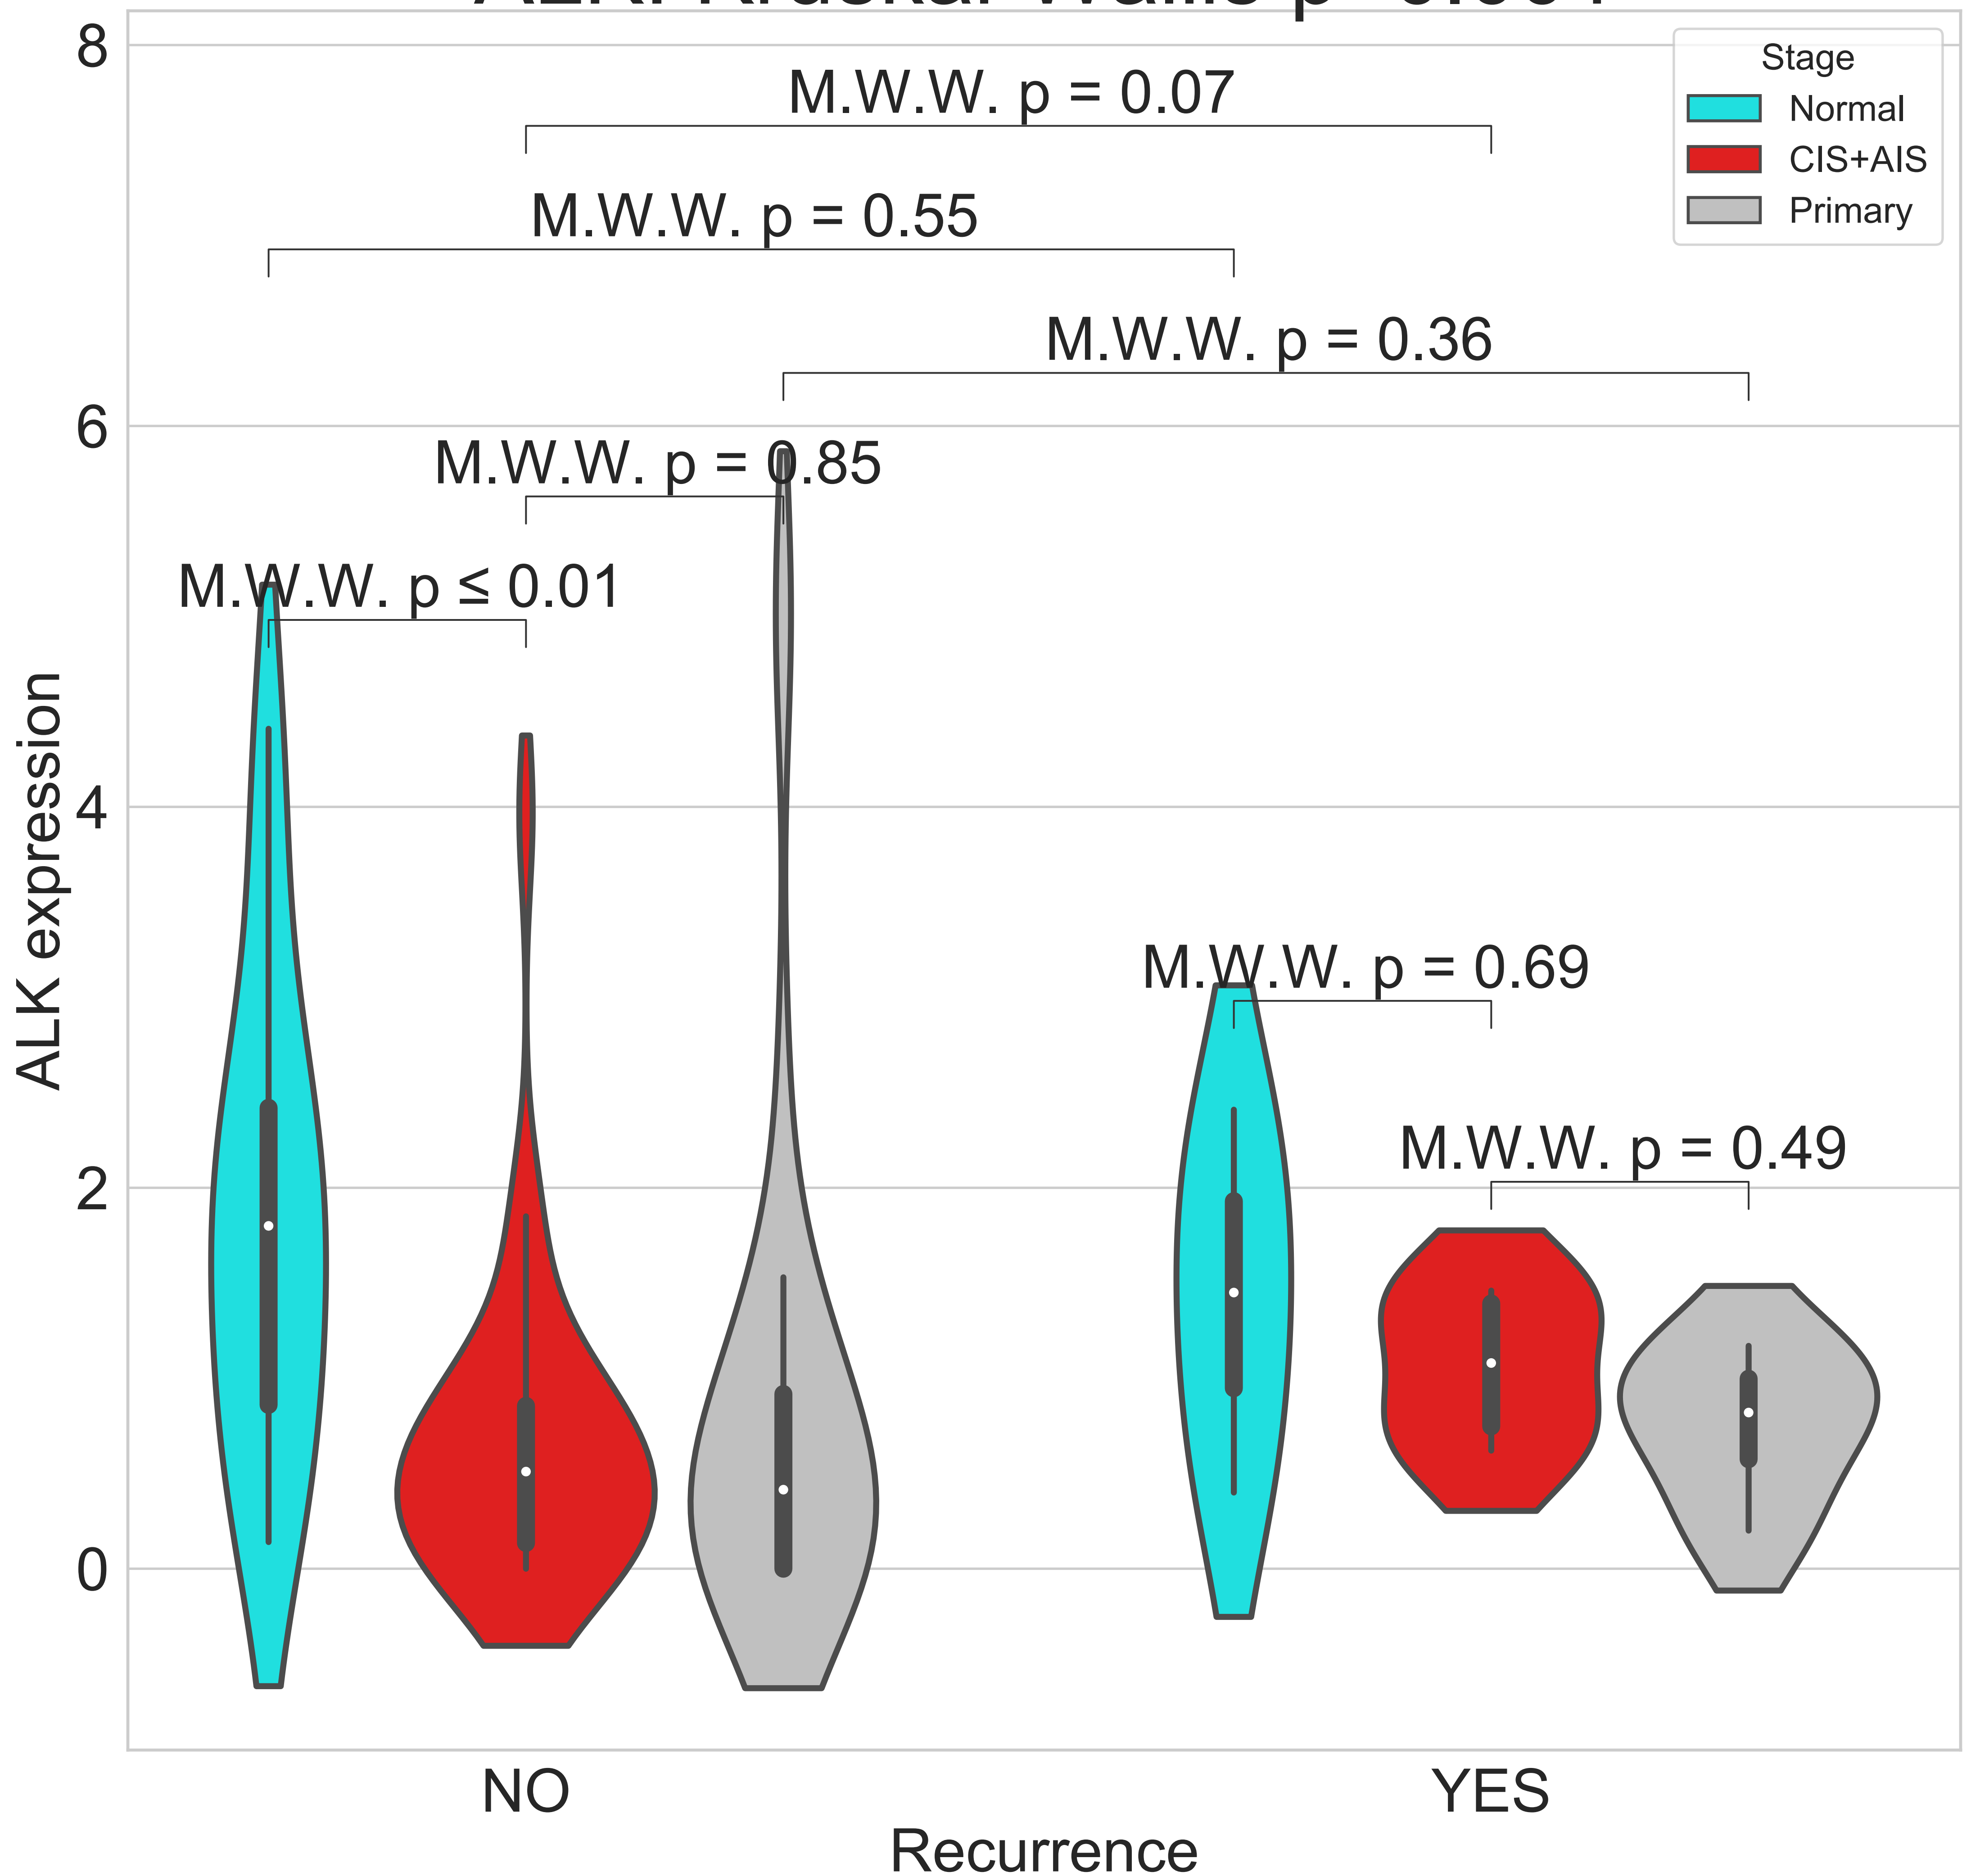 8
Stage
Normal
CIS+AIS
Primary
M.W.W. p = 0.07
M.W.W. p = 0.55
M.W.W. p = 0.36
6
M.W.W. p = 0.85
M.W.W. p ≤ 0.01
ALK expression
4
M.W.W. p = 0.69
M.W.W. p = 0.49
2
0
NO
YES
Recurrence